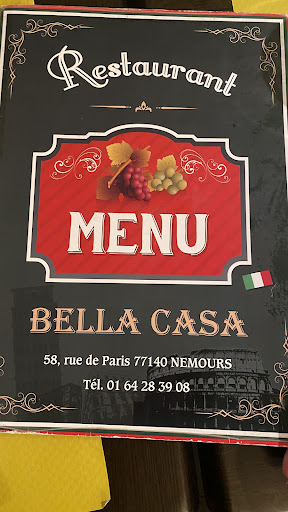 Restaurant
MENU
BELLA CASA
58, rue de Paris 77140 NEMOURS
Tél. 01 64 28 39 08